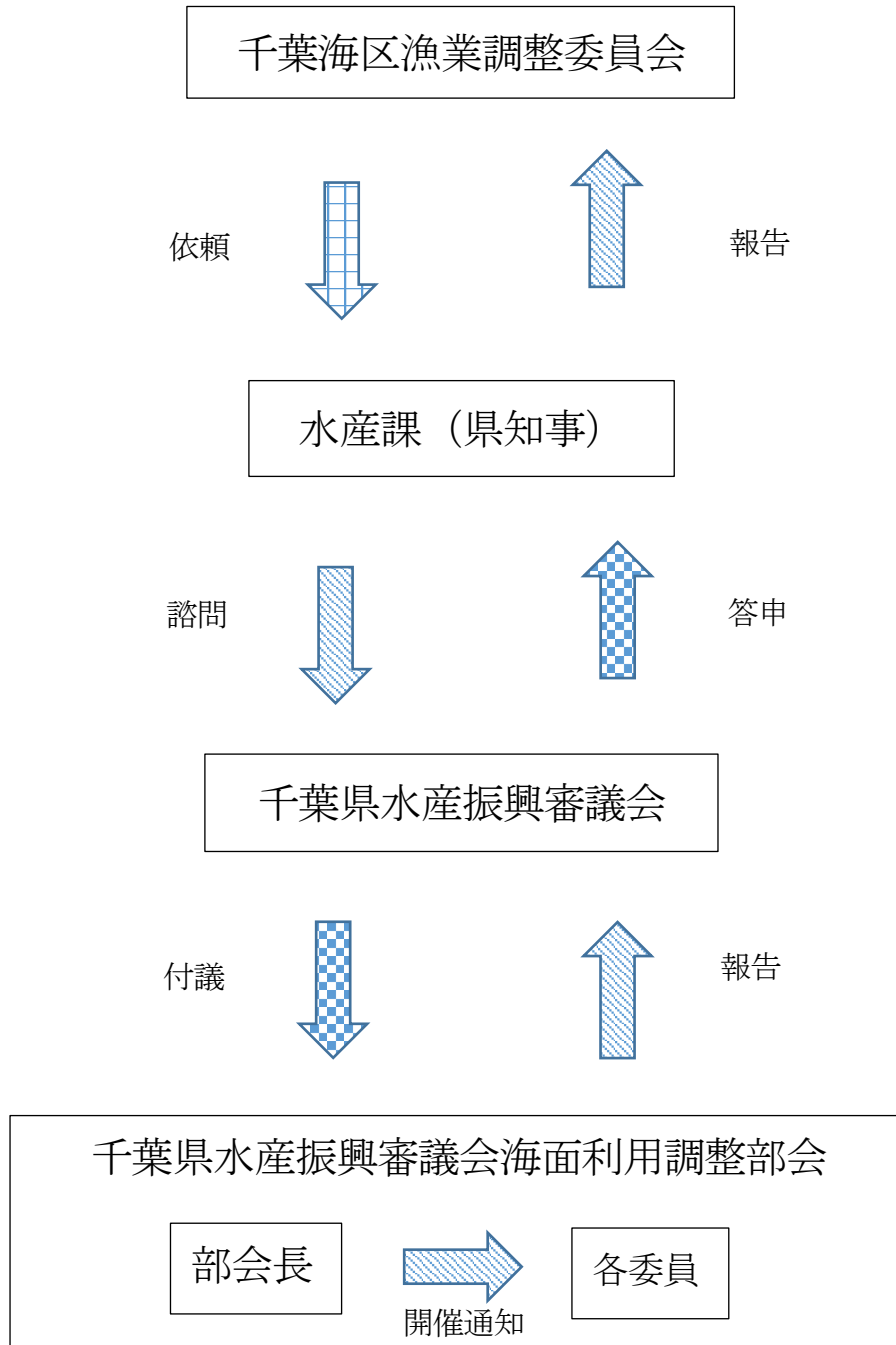 千葉海区漁業調整委員会
依頼
報告
水産課（県知事）
諮問
答申
千葉県水産振興審議会
付議
報告
千葉県水産振興審議会海面利用調整部会
部会長
各委員
開催通知